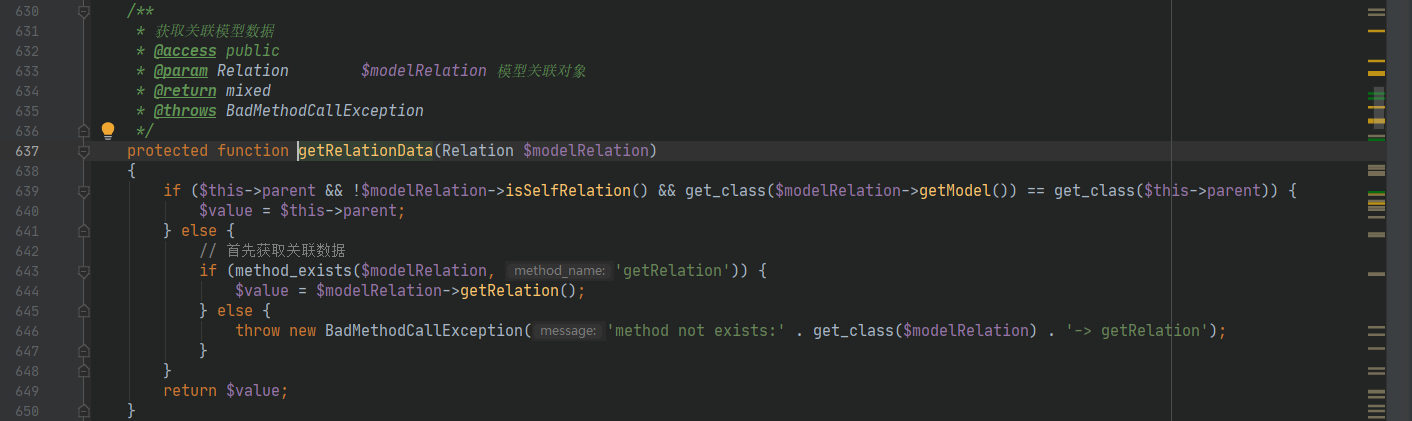 630 /**
631 * 获取关联模型数据
632 * @access public
633 * @param Relation $modelRelation 模型关联对象
634 * @return mixed
635 * @throws BadMethodCallException
636 */
637 protected function getRelationData(Relation $modelRelation)
638 {
639 if ($this->parent && !$modelRelation->isSelfRelation() && get_class($modelRelation->getModel()) == get_class($this->parent)) {
640 $value = $this->parent;
641 } else {
642 // 首先获取关联数据
643 if (method_exists($modelRelation, method_name: 'getRelation')) {
644 $value = $modelRelation->getRelation();
645 } else {
646 throw new BadMethodCallException( message: 'method not exists:' . get_class($modelRelation) . '-> getRelation');
647 }
648 }
649 return $value;
650 }